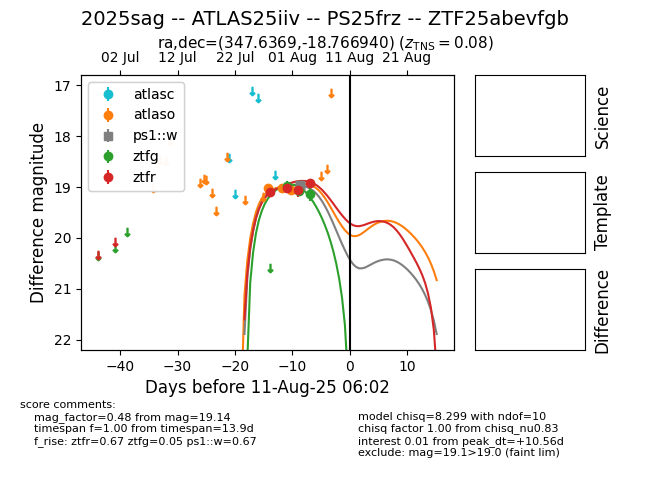 2025sag -- ATLAS25iiv -- PS25frz -- ZTF25abevfgb
ra,dec=(347.6369,-18.766940) (zTNS = 0.08)
02 Jul 12 Jul 22 Jul 01 Aug 11 Aug 21 Aug
17
18
19
20
21
22
Difference magnitude
atlasc
atlaso
ps1::w
ztfg
ztfr
−40 −30 −20 −10 0 10
Days before 11-Aug-25 06:02
Science
Template
Difference
score comments:
mag_factor=0.48 from mag=19.14
timespan f=1.00 from timespan=13.9d
f_rise: ztfr=0.67 ztfg=0.05 ps1::w=0.67
model chisq=8.299 with ndof=10
chisq factor 1.00 from chisq_nu0.83
interest 0.01 from peak_dt=+10.56d
exclude: mag=19.1>19.0 (faint lim)